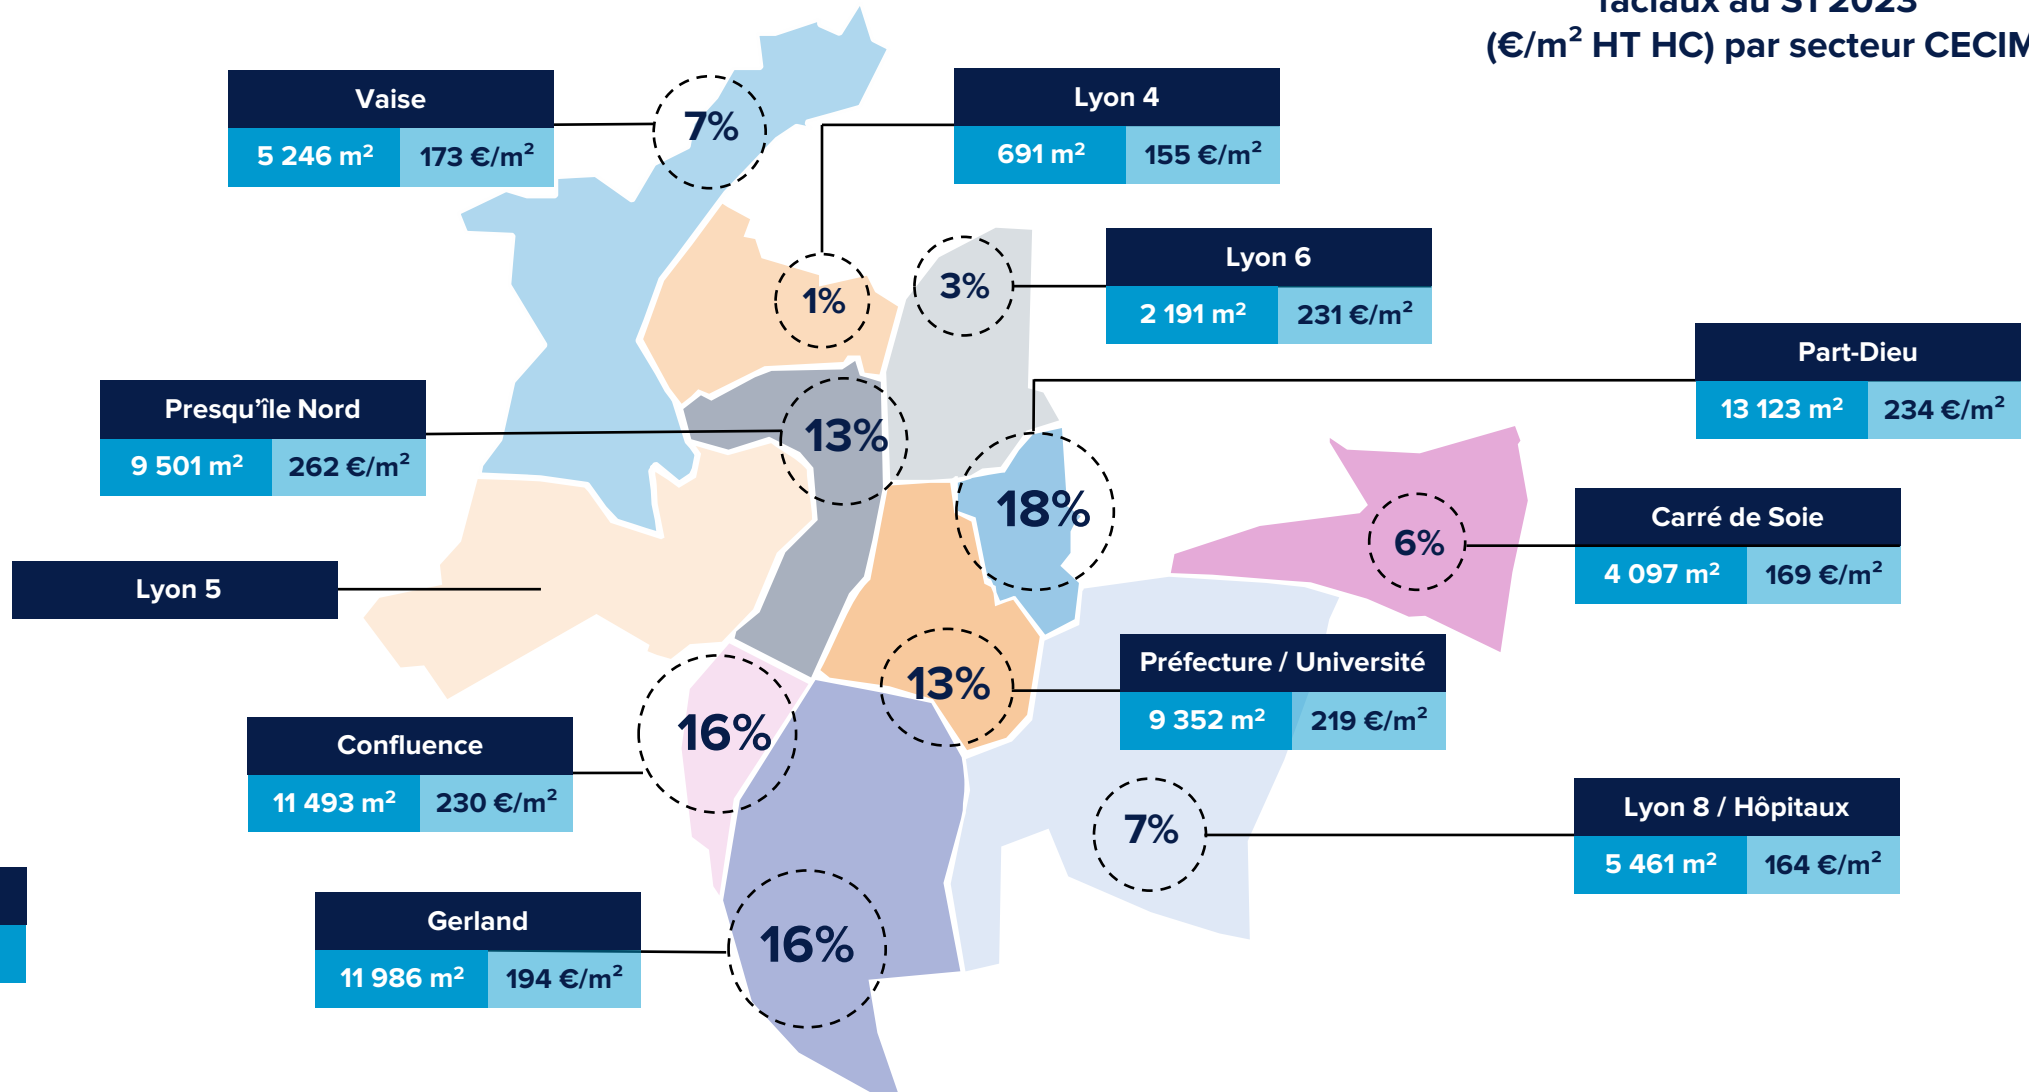 faciaux au S1 2023
(€/m² HT HC) par secteur CECIM
Vaise
5 246 m² 173 €/m²
7%
Lyon 4
691 m² 155 €/m²
1%
Lyon 6
2 191 m² 231 €/m²
3%
Part-Dieu
13 123 m² 234 €/m²
18%
Presqu’île Nord
9 501 m² 262 €/m²
13%
Carré de Soie
4 097 m² 169 €/m²
6%
Lyon 5
Préfecture / Université
9 352 m² 219 €/m²
13%
Confluence
11 493 m² 230 €/m²
16%
Lyon 8 / Hôpitaux
5 461 m² 164 €/m²
7%
Gerland
11 986 m² 194 €/m²
16%